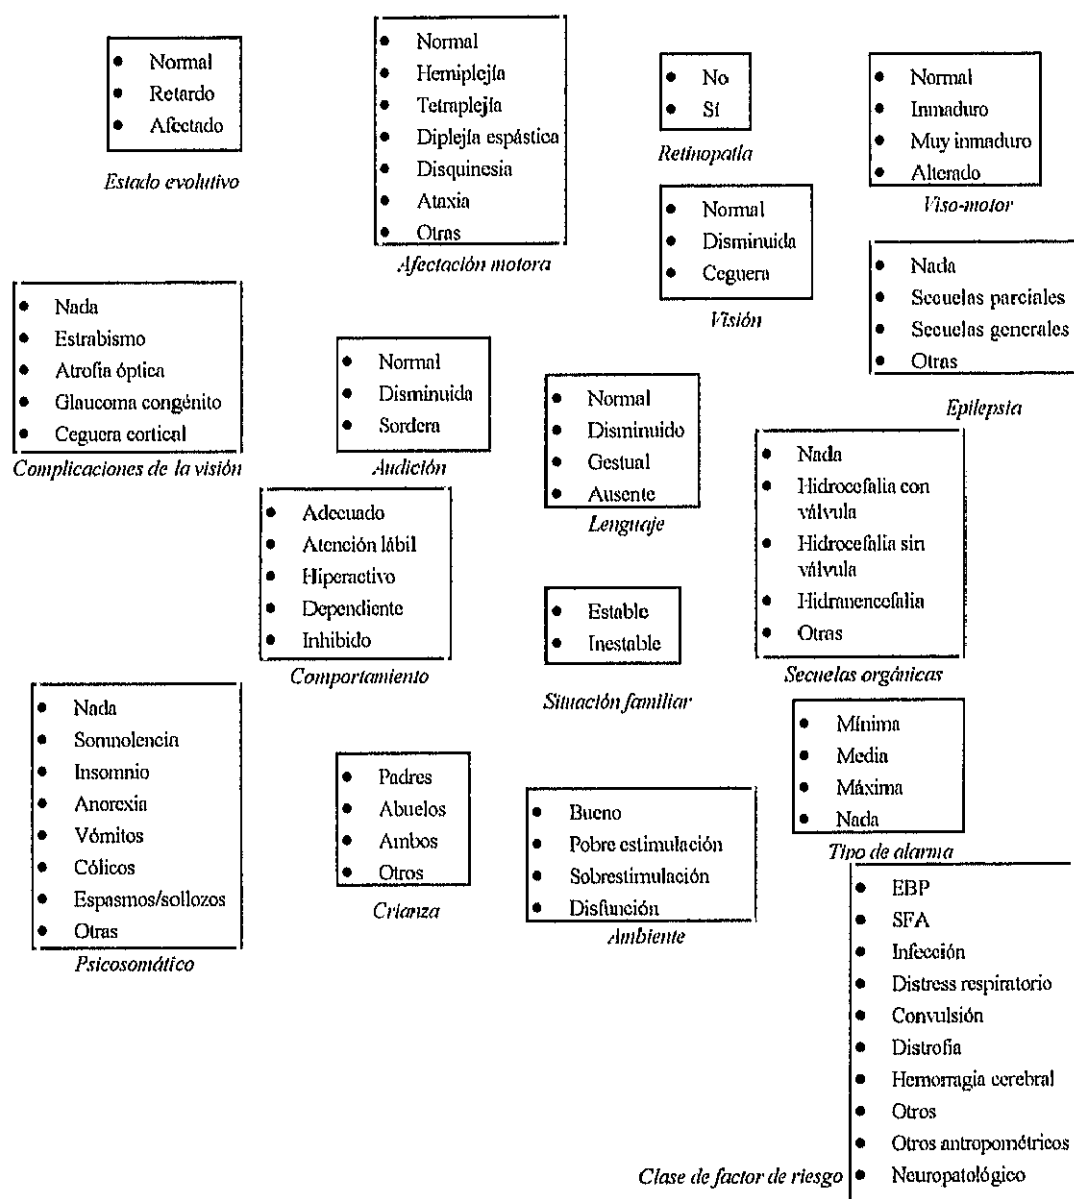 • Normal
• Retardo
• Afectado
Estado evolutivo
• Normal
• Hemiplejía
• Tetraplejía
• Diplejía espástica
• Disquinesia
• Ataxia
• Otras
Afectación motora
• No
• Sí
Retinopatía
• Normal
• Inmaduro
• Muy inmaduro
• Alterado
Viso-motor
• Normal
• Disminuida
• Ceguera
Visión
• Nada
• Secuelas parciales
• Secuelas generales
• Otras
Epilepsia
• Nada
• Estrabismo
• Atrofia óptica
• Glaucoma congénito
• Ceguera cortical
Complicaciones de la visión
• Normal
• Disminuida
• Sordera
Audición
• Normal
• Disminuido
• Gestual
• Ausente
Lenguaje
• Nada
• Hidrocefalia con
válvula
• Hidrocefalia sin
válvula
• Hidranencefalia
• Otras
Secuelas orgánicas
• Adecuado
• Atención lábil
• Hiperactivo
• Dependiente
• Inhibido
Comportamiento
• Estable
• Inestable
Situación familiar
• Nada
• Somnolencia
• Insomnio
• Anorexia
• Vómitos
• Cólicos
• Espasmos/sollozos
• Otras
Psicosomático
• Padres
• Abuelos
• Ambos
• Otros
Crianza
• Bueno
• Pobre estimulación
• Sobrestimulación
• Disfunción
Ambiente
• Mínima
• Media
• Máxima
• Nada
Tipo de alarma
• EBP
• SFA
• Infección
• Distress respiratorio
• Convulsión
• Distrofia
• Hemorragia cerebral
• Otros
• Otros antropométricos
• Neuropatológico
Clase de factor de riesgo